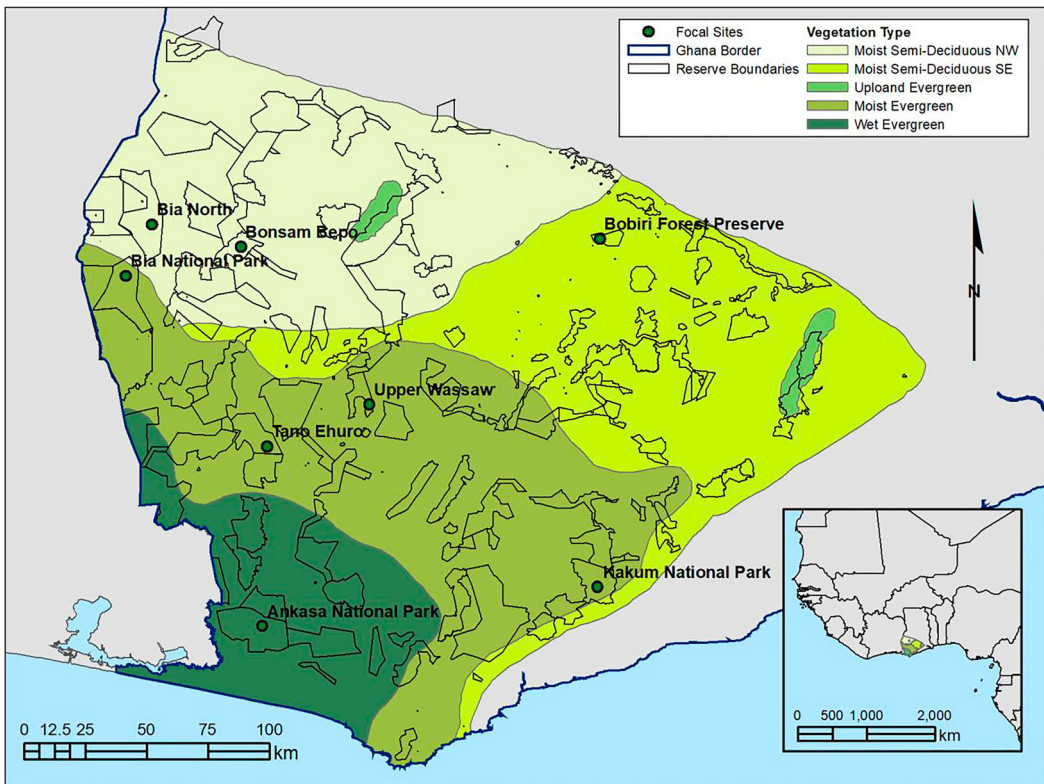 Focal Sites
Ghana Border
Reserve Boundaries
Vegetation Type
Moist Semi-Deciduous NW
Moist Semi-Deciduous SE
Uploand Evergreen
Moist Evergreen
Wet Evergreen
Bia North
Bonsam Bepo
Bobiri Forest Preserve
Bia National Park
N
Upper Wassaw
Tano Ehuro
Kakum National Park
Ankasa National Park
0 12.5 25 50 75 100
km
0 500 1,000 2,000
km